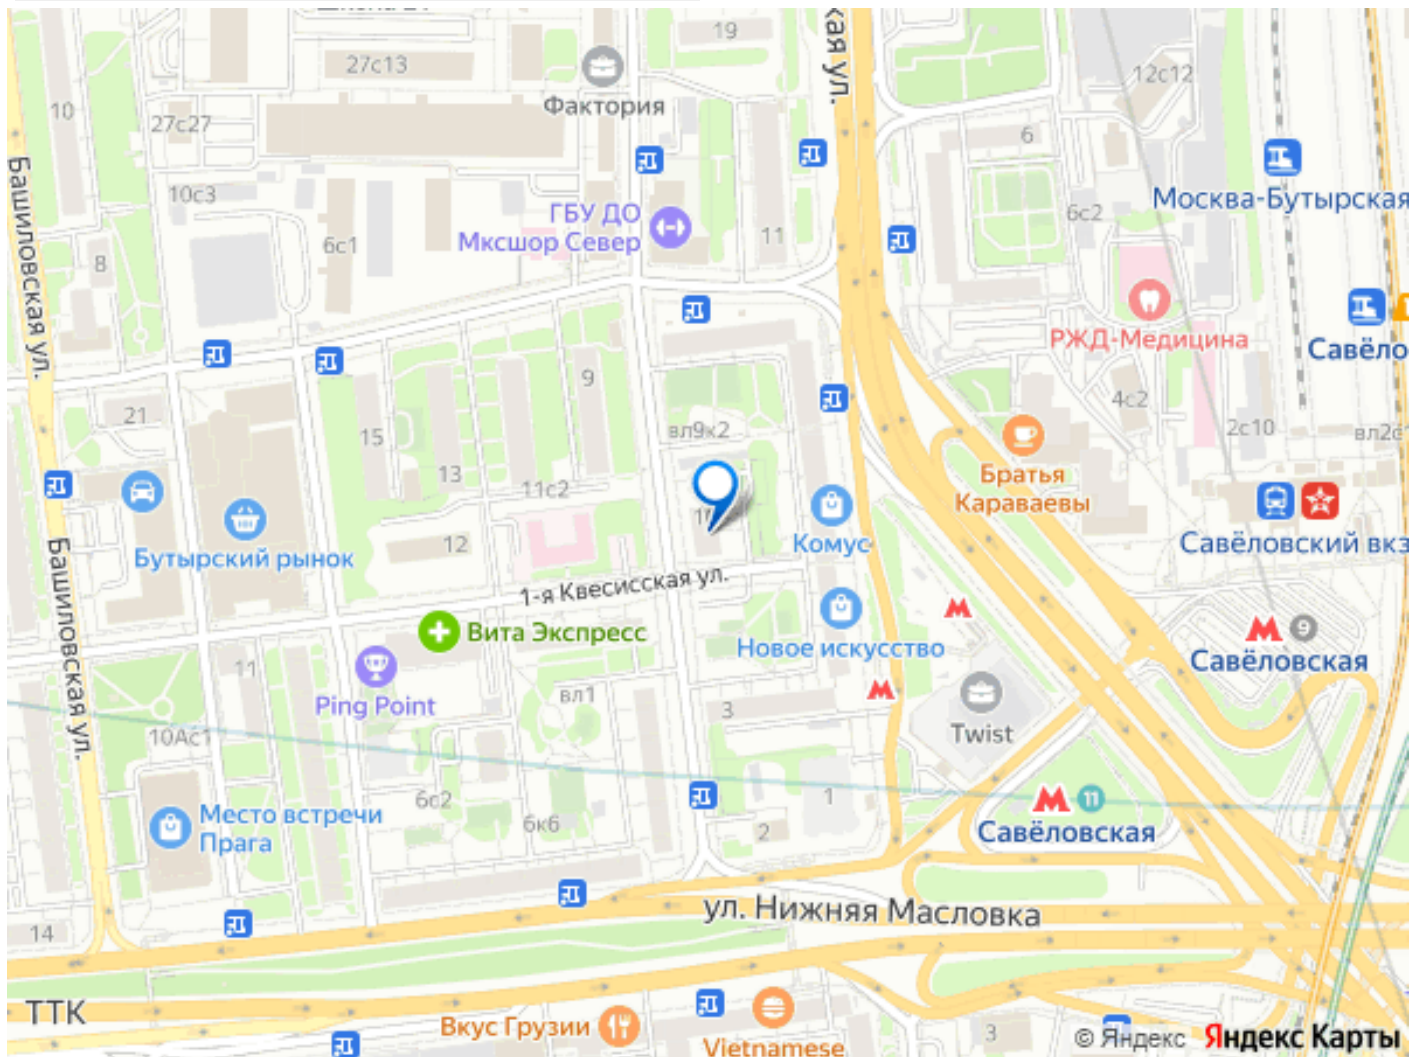 19
кая ул.
27с13
12с12
Фактория
10
27с27
6
Башиловская ул.
10с3
ГБУ ДО
Мксшор Север
Москва-Бутырская
6с2
6с1
11
8
РЖД-Медицина
Савёло
9
4с2
21
15
вл9к2
2с10
13
Братья
Караваевы
11с2
Комус
12
Бутырский рынок
Савёловский вкз
Башиловская ул.
1-я Квесисская ул.
Вита Экспресс
Новое искусство
9
Савёловская
11
Ping Point
вл1
3
Twist
10Ас1
6с2
1
11
Место встречи
Прага
6к6
2
Савёловская
ул. Нижняя Масловка
14
ТТК
Вкус Грузии
Vietnamese
3
© Яндекс Яндекс Карты